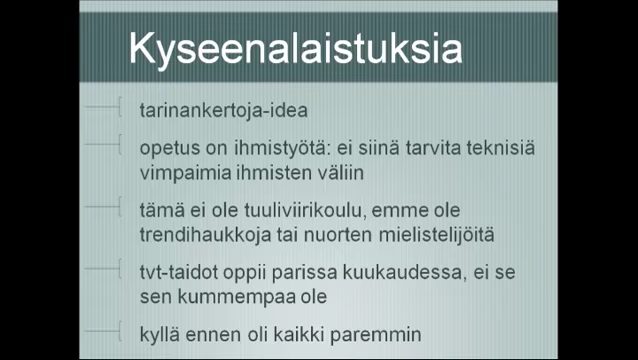 Kyseenalaistuksia
tarinankertoja-idea
opetus on ihmistyötä: ei siinä tarvita teknisiä
vimpaimia ihmisten väliin
tämä ei ole tuuliviirikoulu, emme ole
trendihaukkoja tai nuorten mielistelijöitä
tvt-taidot oppii parissa kuukaudessa, ei se
sen kummempaa ole
kyllä ennen oli kaikki paremmin